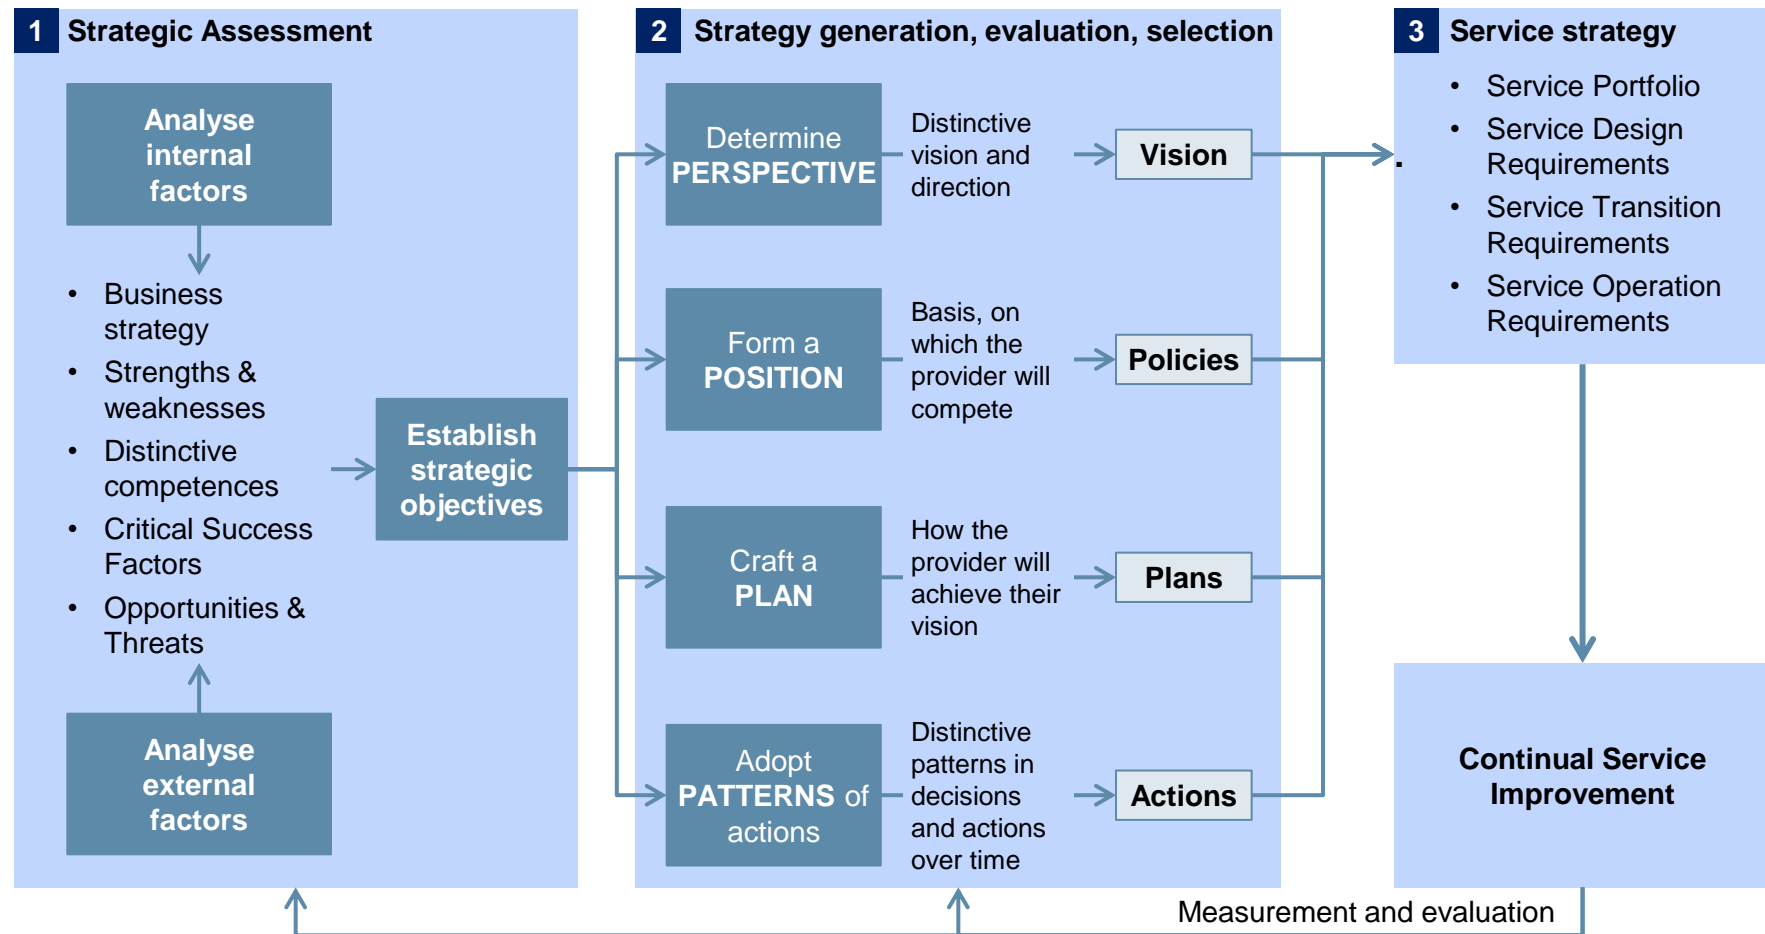 1 Strategic Assessment
Analyse
internal
factors
• Business
strategy
• Strengths &
weaknesses
• Distinctive
competences
• Critical Success
Factors
• Opportunities &
Threats
Analyse
external
factors
Establish
strategic
objectives
2 Strategy generation, evaluation, selection
Determine
PERSPECTIVE
Distinctive
vision and
direction
Vision
Form a
POSITION
Basis, on
which the
provider will
compete
Policies
Craft a
PLAN
How the
provider will
achieve their
vision
Plans
Adopt
PATTERNS of
actions
Distinctive
patterns in
decisions
and actions
over time
Actions
3 Service strategy
• Service Portfolio
• Service Design
Requirements
• Service Transition
Requirements
• Service Operation
Requirements
.
Continual Service
Improvement
Measurement and evaluation